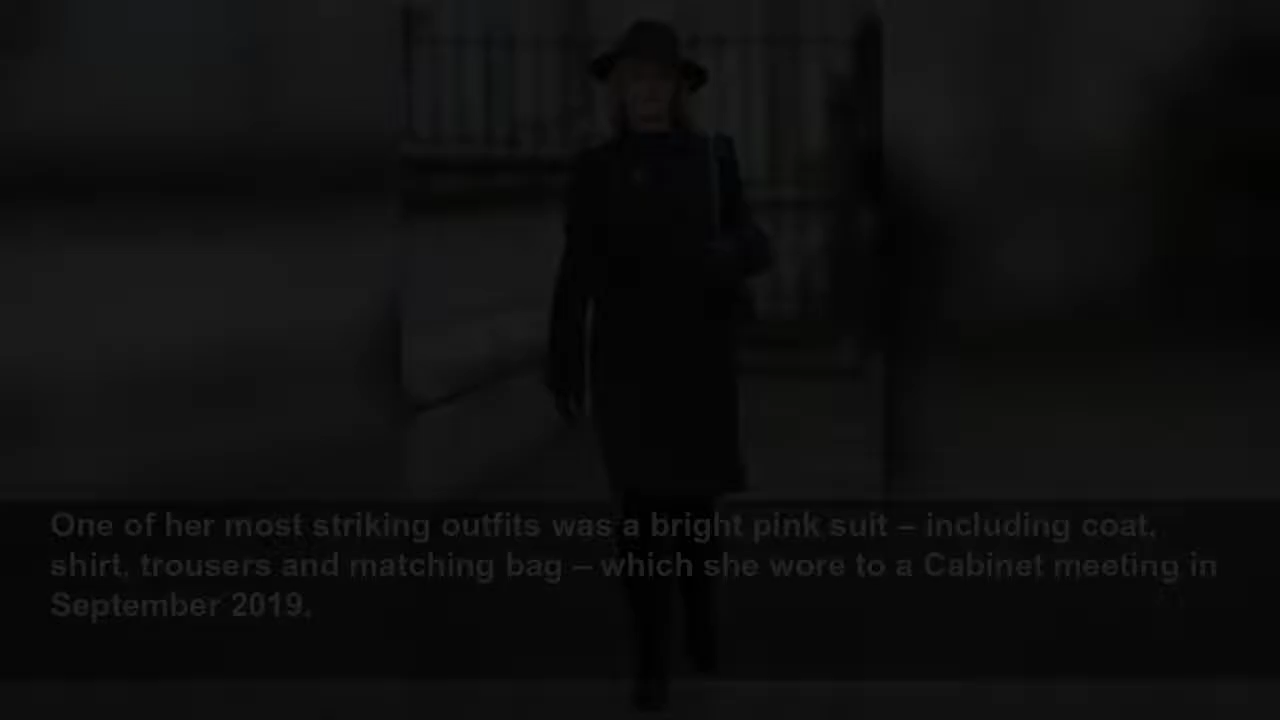 One of her most striking outfits was a bright pink suit – including coat,
shirt, trousers and matching bag – which she wore to a Cabinet meeting in
September 2019.